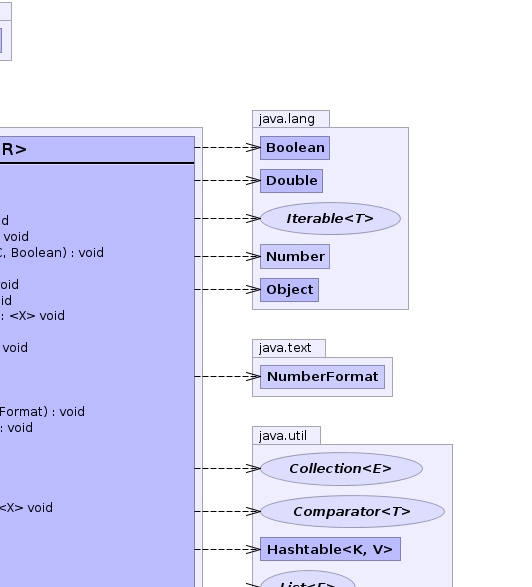 R>
id
void
C, Boolean) : void
void
id
: <X> void
void
Format) : void
: void
<X> void
java.lang
Boolean
Double
Iterable<T>
Number
Object
java.text
NumberFormat
java.util
Collection<E>
Comparator<T>
Hashtable<K, V>
List<E>